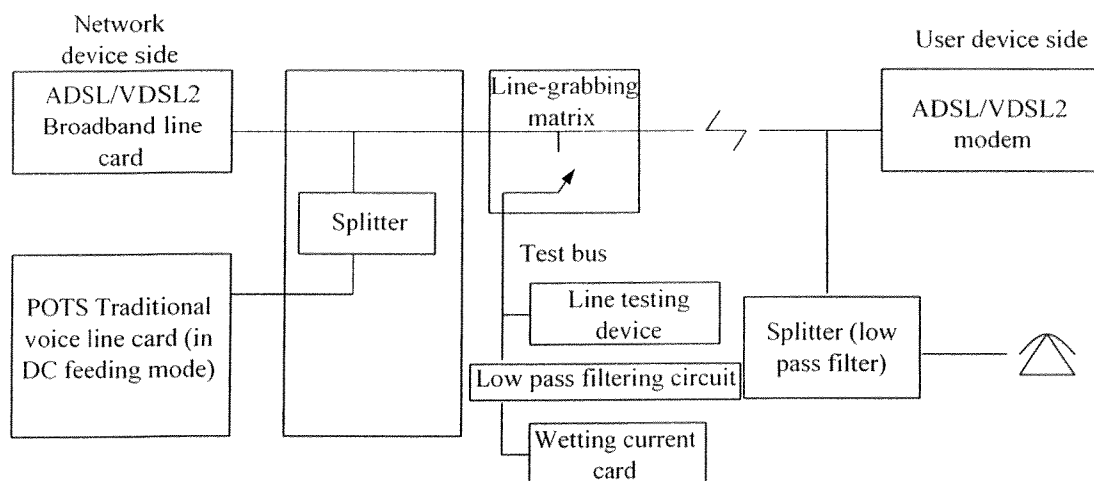 Network
device side
ADSL/VDSL2
Broadband line
card
POTS Traditional
voice line card (in
DC feeding mode)
Splitter
Line-grabbing
matrix
Test bus
Line testing
device
Low pass filtering circuit
Wetting current
card
User device side
ADSL/VDSL2
modem
Splitter (low
pass filter)